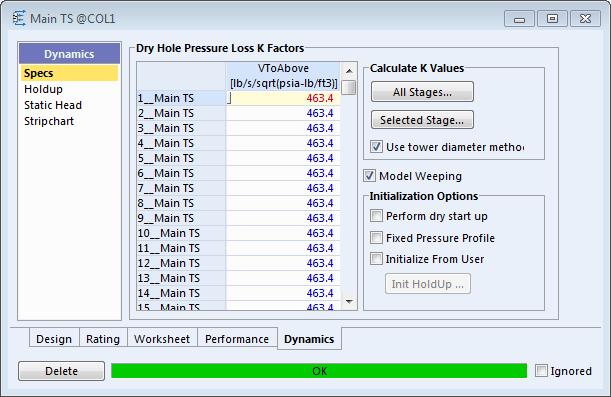 Main TS @COL1
Dynamics
Specs
Holdup
Static Head
Stripchart
Dry Hole Pressure Loss K Factors
VToAbove
[lb/s/sqrt(psia-lb/ft3)]
1__Main TS 463.4
2__Main TS 463.4
3__Main TS 463.4
4__Main TS 463.4
5__Main TS 463.4
6__Main TS 463.4
7__Main TS 463.4
8__Main TS 463.4
9__Main TS 463.4
10__Main TS 463.4
11__Main TS 463.4
12__Main TS 463.4
13__Main TS 463.4
14__Main TS 463.4
15__Main TS 463.4
Calculate K Values
All Stages...
Selected Stage...
Use tower diameter metho
Model Weeping
Initialization Options
Perform dry start up
Fixed Pressure Profile
Initialize From User
Init HoldUp ...
Design Rating Worksheet Performance Dynamics
Delete OK Ignored